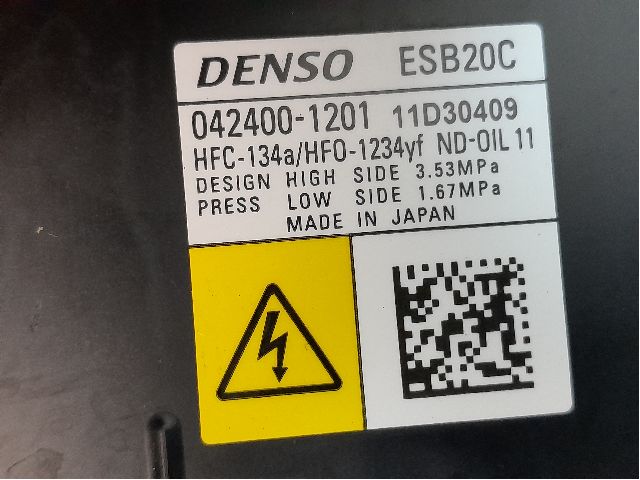 DENSO ESB20C
042400-1201 11D30409
HFC-134a/HFO-1234yf ND-OIL 11
DESIGN HIGH SIDE 3.53MPa
PRESS LOW SIDE 1.67MPa
MADE IN JAPAN